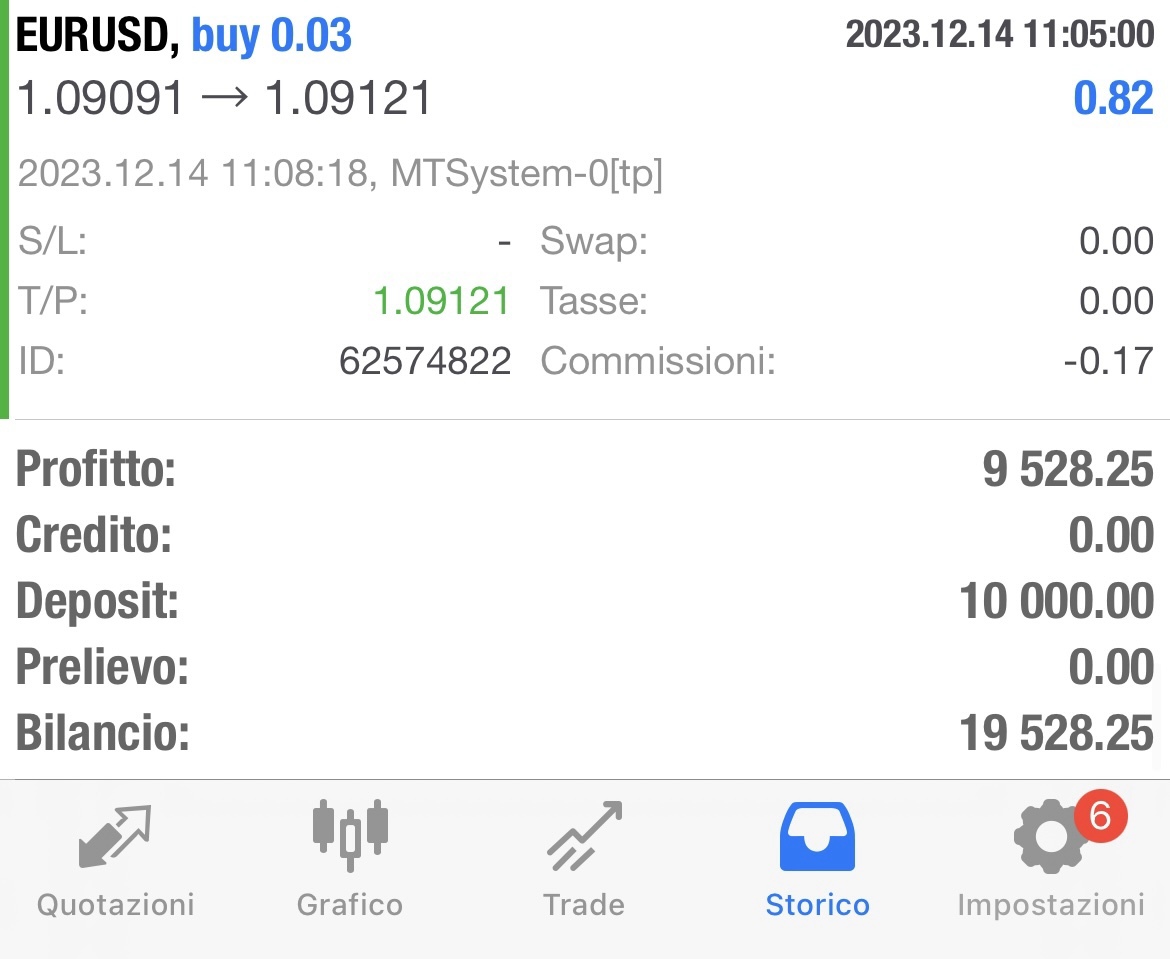 EURUSD, buy 0.03 2023.12.14 11:05:00
1.09091 → 1.09121 0.82
2023.12.14 11:08:18, MTSystem-0[tp]
S/L: - Swap: 0.00
T/P: 1.09121 Tasse: 0.00
ID: 62574822 Commissioni: -0.17
Profitto: 9 528.25
Credito: 0.00
Deposit: 10 000.00
Prelievo: 0.00
Bilancio: 19 528.25
6
Quotazioni Grafico Trade Storico Impostazioni